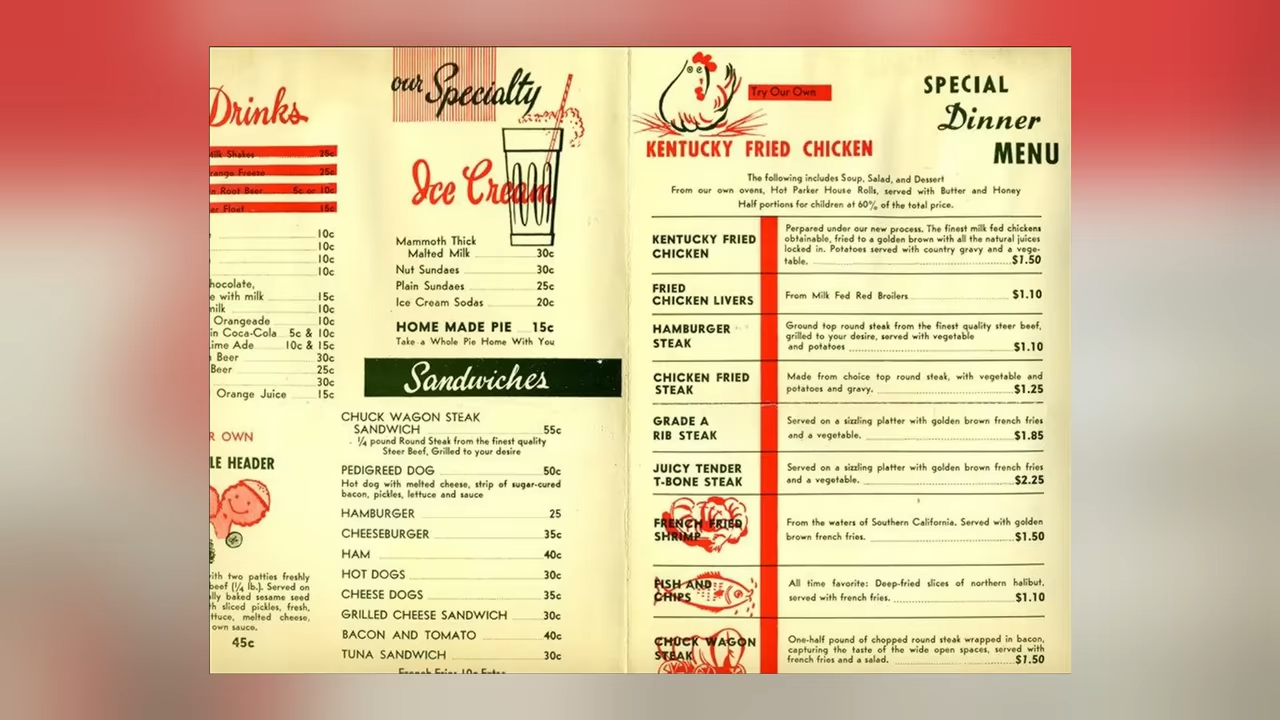 Drinks
Milk Shakes 25c
Orange Freeze 25c
Root Beer 5c or 10c
Float 15c
10c
10c
10c
10c
hocolate,
e with milk 15c
milk 10c
Orangeade 10c
in Coca-Cola 5c & 10c
ime Ade 10c & 15c
Beer 30c
Beer 25c
30c
Orange Juice 15c
R OWN
LE HEADER
ith two patties freshly
beef (1/4 lb.). Served on
lly baked sesame seed
h sliced pickles, fresh,
ttuce, melted cheese,
own sauce.
45c
our Specialty
Ice Cream
Mammoth Thick
Malted Milk 30c
Nut Sundaes 30c
Plain Sundaes 25c
Ice Cream Sodas 20c
HOME MADE PIE 15c
Take a Whole Pie Home With You
Sandwiches
CHUCK WAGON STEAK
SANDWICH 55c
1/4 pound Round Steak from the finest quality
Steer Beef, Grilled to your desire
PEDIGREED DOG 50c
Hot dog with melted cheese, strip of sugar-cured
bacon, pickles, lettuce and sauce
HAMBURGER 25
CHEESEBURGER 35c
HAM 40c
HOT DOGS 30c
CHEESE DOGS 35c
GRILLED CHEESE SANDWICH 30c
BACON AND TOMATO 40c
TUNA SANDWICH 30c
French Fries 10c Extra
Try Our Own
KENTUCKY FRIED CHICKEN
SPECIAL
Dinner
MENU
The following includes Soup, Salad, and Dessert
From our own ovens, Hot Parker House Rolls, served with Butter and Honey
Half portions for children at 60% of the total price.
KENTUCKY FRIED
CHICKEN
Perpared under our new process. The finest milk fed chickens
obtainable, fried to a golden brown with all the natural juices
locked in. Potatoes served with country gravy and a vege-
table. $1.50
FRIED
CHICKEN LIVERS
From Milk Fed Red Broilers $1.10
HAMBURGER
STEAK
Ground top round steak from the finest quality steer beef,
grilled to your desire, served with vegetable
and potatoes $1.10
CHICKEN FRIED
STEAK
Made from choice top round steak, with vegetable and
potatoes and gravy. $1.25
GRADE A
RIB STEAK
Served on a sizzling platter with golden brown french fries
and a vegetable. $1.85
JUICY TENDER
T-BONE STEAK
Served on a sizzling platter with golden brown french fries
and a vegetable. $2.25
FRENCH FRIED
SHRIMP
From the waters of Southern California. Served with golden
brown french fries. $1.50
FISH AND
CHIPS
All time favorite: Deep-fried slices of northern halibut,
served with french fries. $1.10
CHUCK WAGON
STEAK
One-half pound of chopped round steak wrapped in bacon,
capturing the taste of the wide open spaces, served with
french fries and a salad. $1.50